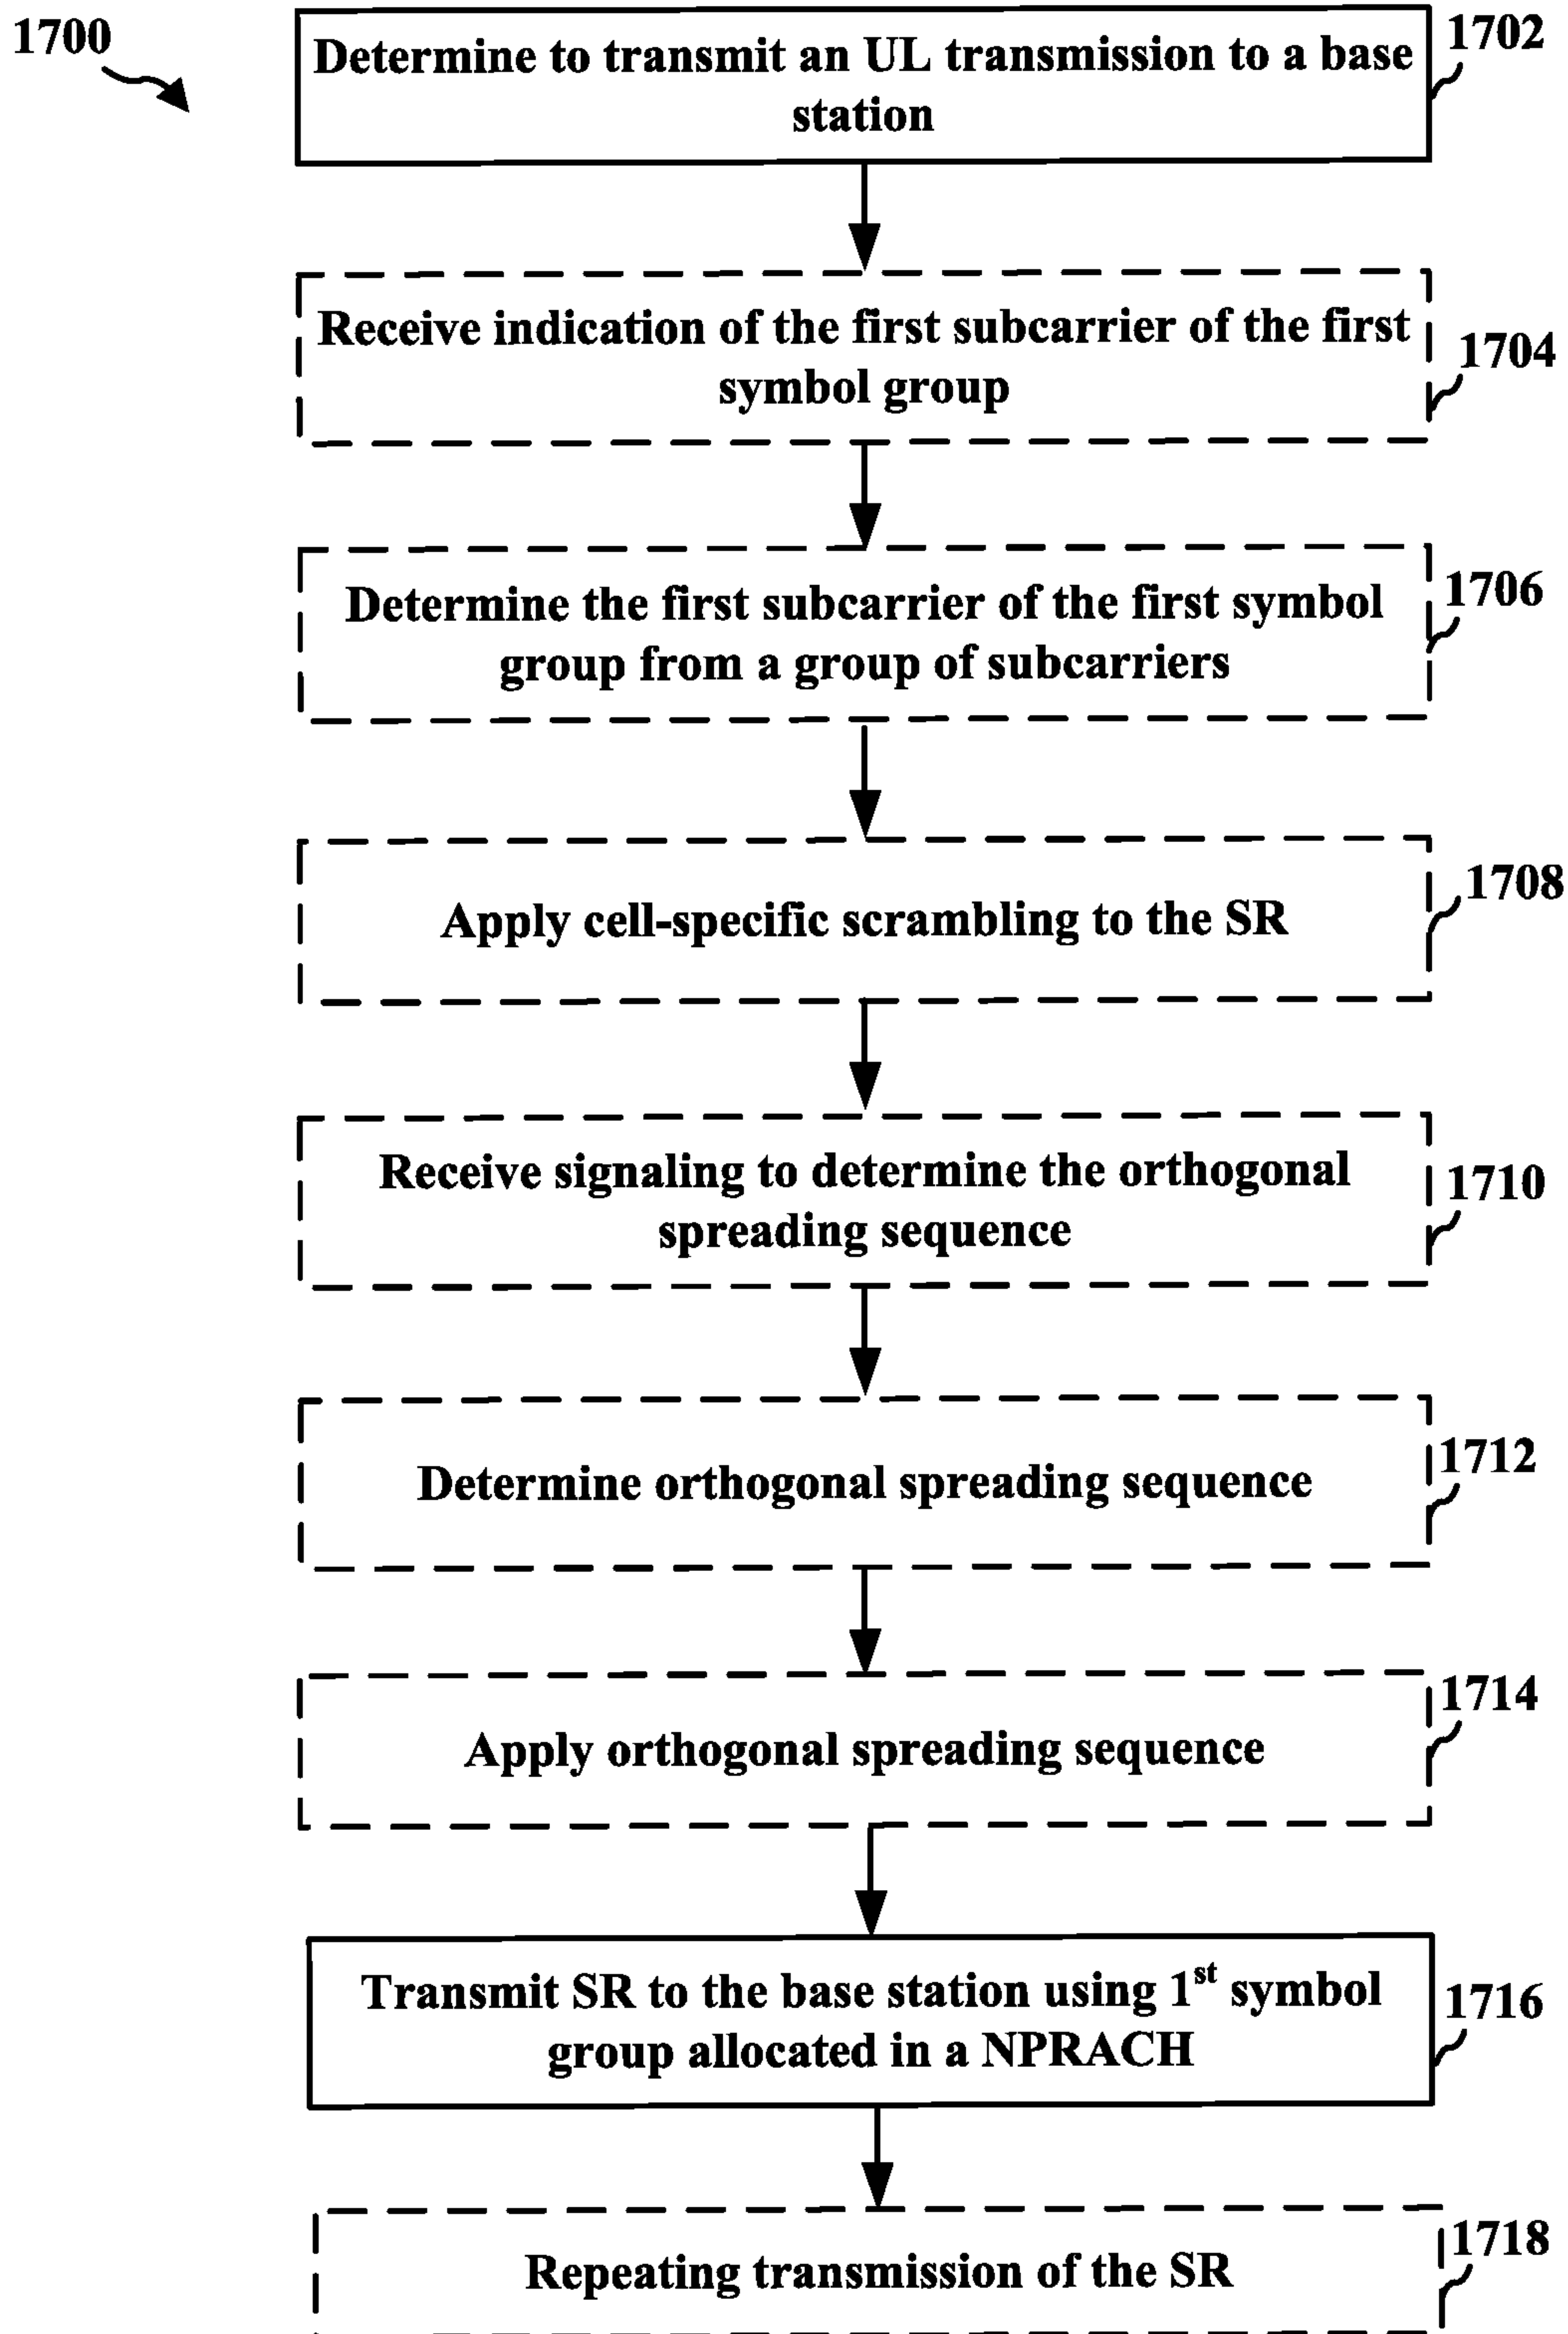 1700
Determine to transmit an UL transmission to a base
station
1702
Receive indication of the first subcarrier of the first
symbol group
1704
Determine the first subcarrier of the first symbol
group from a group of subcarriers
1706
Apply cell-specific scrambling to the SR
1708
Receive signaling to determine the orthogonal
spreading sequence
1710
Determine orthogonal spreading sequence
1712
Apply orthogonal spreading sequence
1714
Transmit SR to the base station using 1st symbol
group allocated in a NPRACH
1716
Repeating transmission of the SR
1718